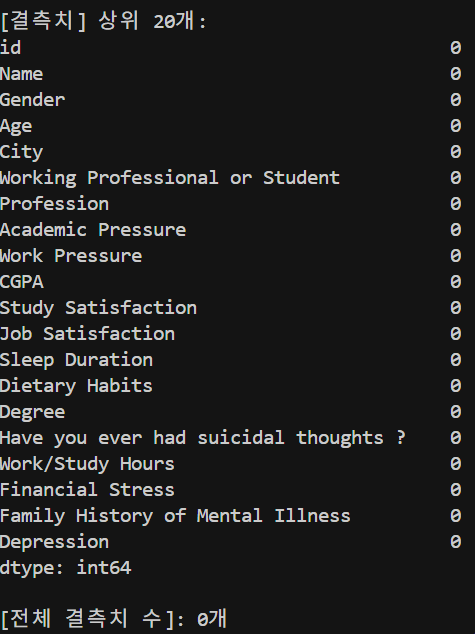 [결측치] 상위 20개:
id 0
Name 0
Gender 0
Age 0
City 0
Working Professional or Student 0
Profession 0
Academic Pressure 0
Work Pressure 0
CGPA 0
Study Satisfaction 0
Job Satisfaction 0
Sleep Duration 0
Dietary Habits 0
Degree 0
Have you ever had suicidal thoughts ? 0
Work/Study Hours 0
Financial Stress 0
Family History of Mental Illness 0
Depression 0
dtype: int64
[전체 결측치 수]: 0개